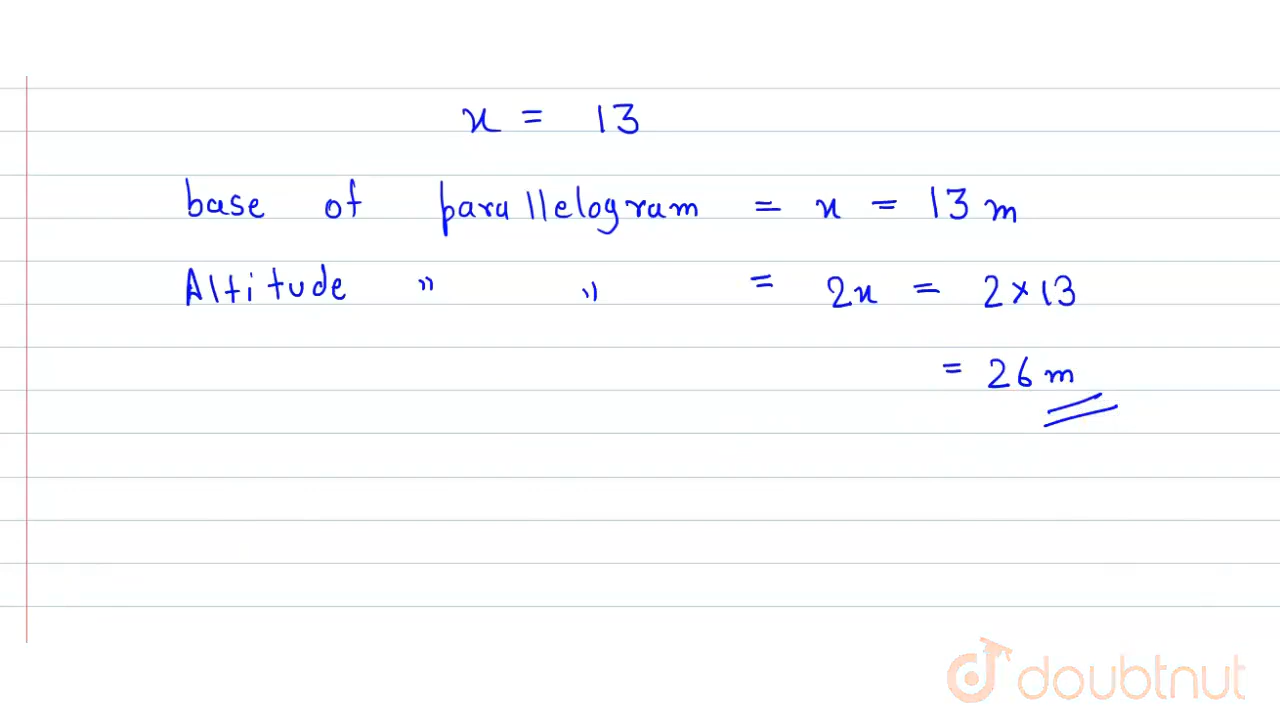 x = 13
base of parallelogram = x = 13 m
Altitude " " = 2x = 2 × 13
= 26 m
doubtnut